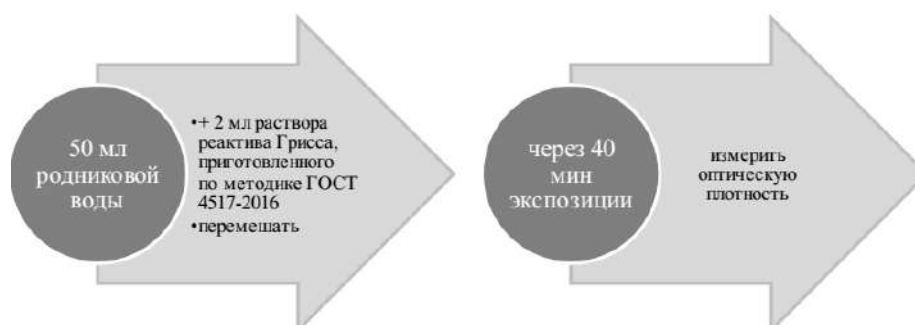 50 мл
родниковой
воды
•+ 2 мл раствора
реактива Грисса,
приготовленного
по методике ГОСТ
4517-2016
•перемешать
через 40
мин
экспозиции
измерить
оптическую
плотность